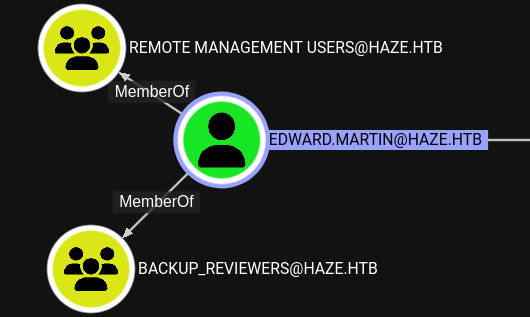 REMOTE MANAGEMENT USERS@HAZE.HTB
MemberOf
EDWARD.MARTIN@HAZE.HTB
MemberOf
BACKUP_REVIEWERS@HAZE.HTB